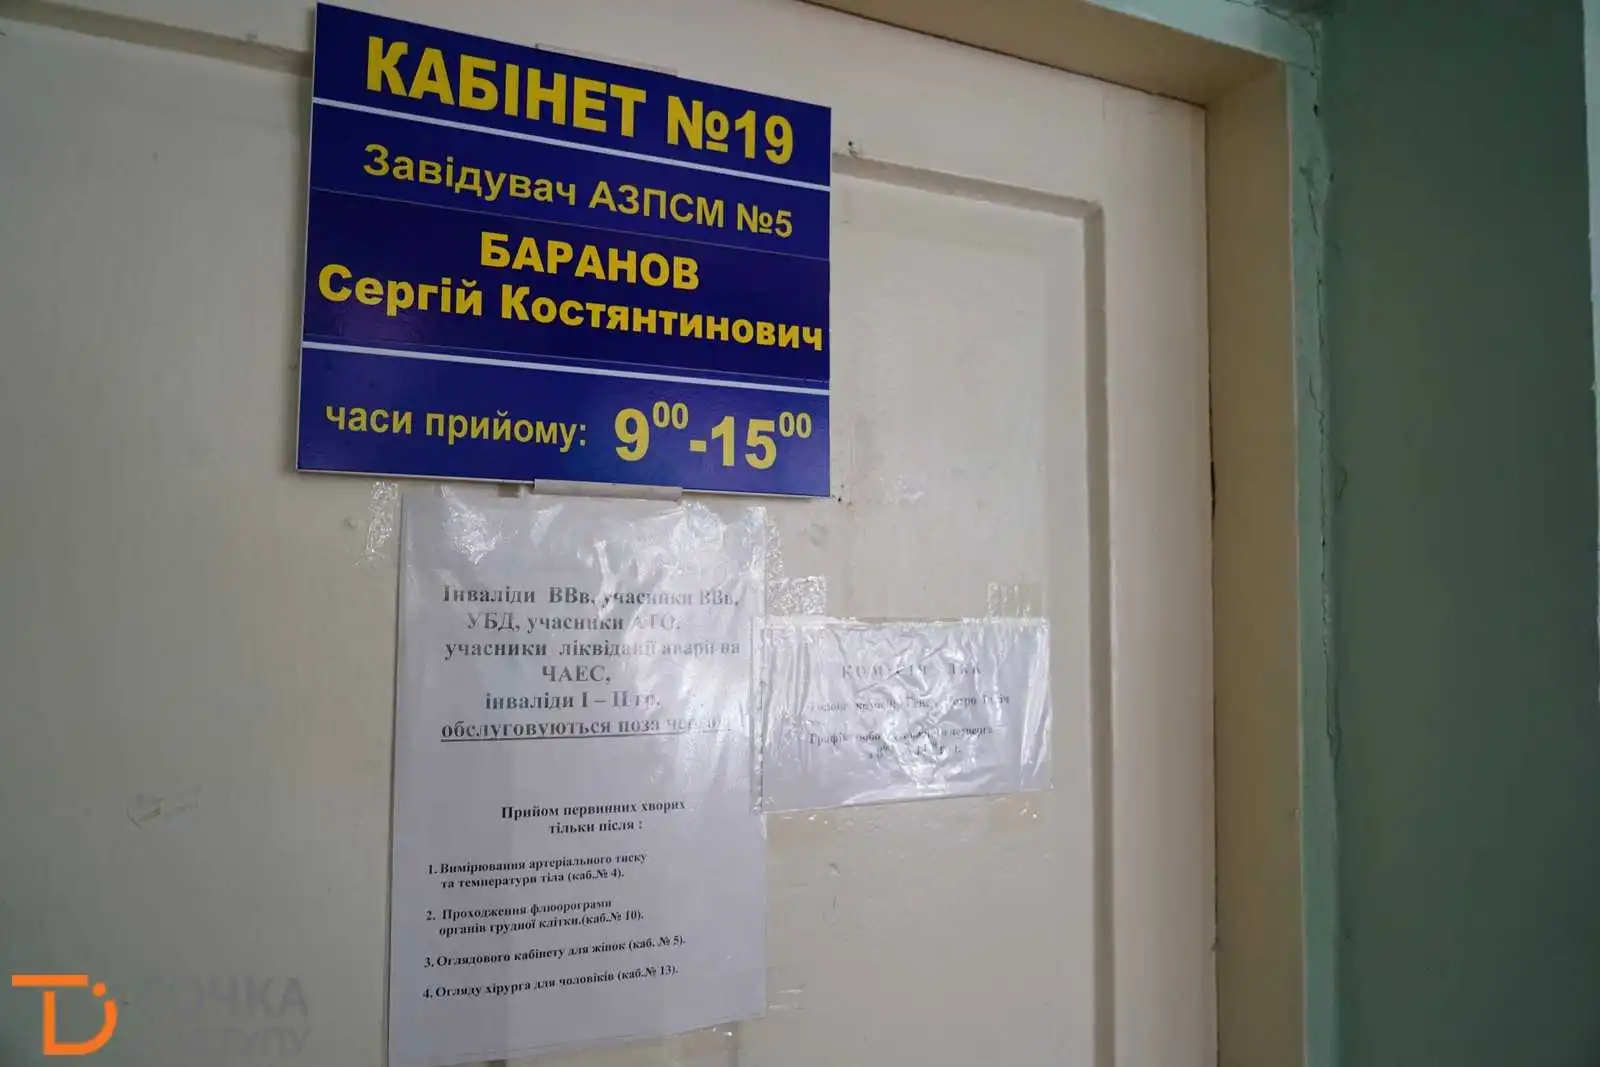 КАБІНЕТ №19
Завідувач АЗПСМ №5
БАРАНОВ
Сергій Костянтинович
часи прийому: 9⁰⁰-15⁰⁰
Інваліди ВВв, учасники ВВв,
УБД, учасники АТО,
учасники ліквідації аварії на
ЧАЕС,
інваліди I – II гр.
обслуговуються поза
Прийом первинних хворих
тільки після :
1. Вимірювання артеріального тиску
та температури тіла (каб.№ 4).
2. Проходження флюорограми
органів грудної клітки.(каб.№ 10).
3. Оглядового кабінету для жінок (каб. № 5).
4. Огляду хірурга для чоловіків (каб.№ 13).
ТОЧКА